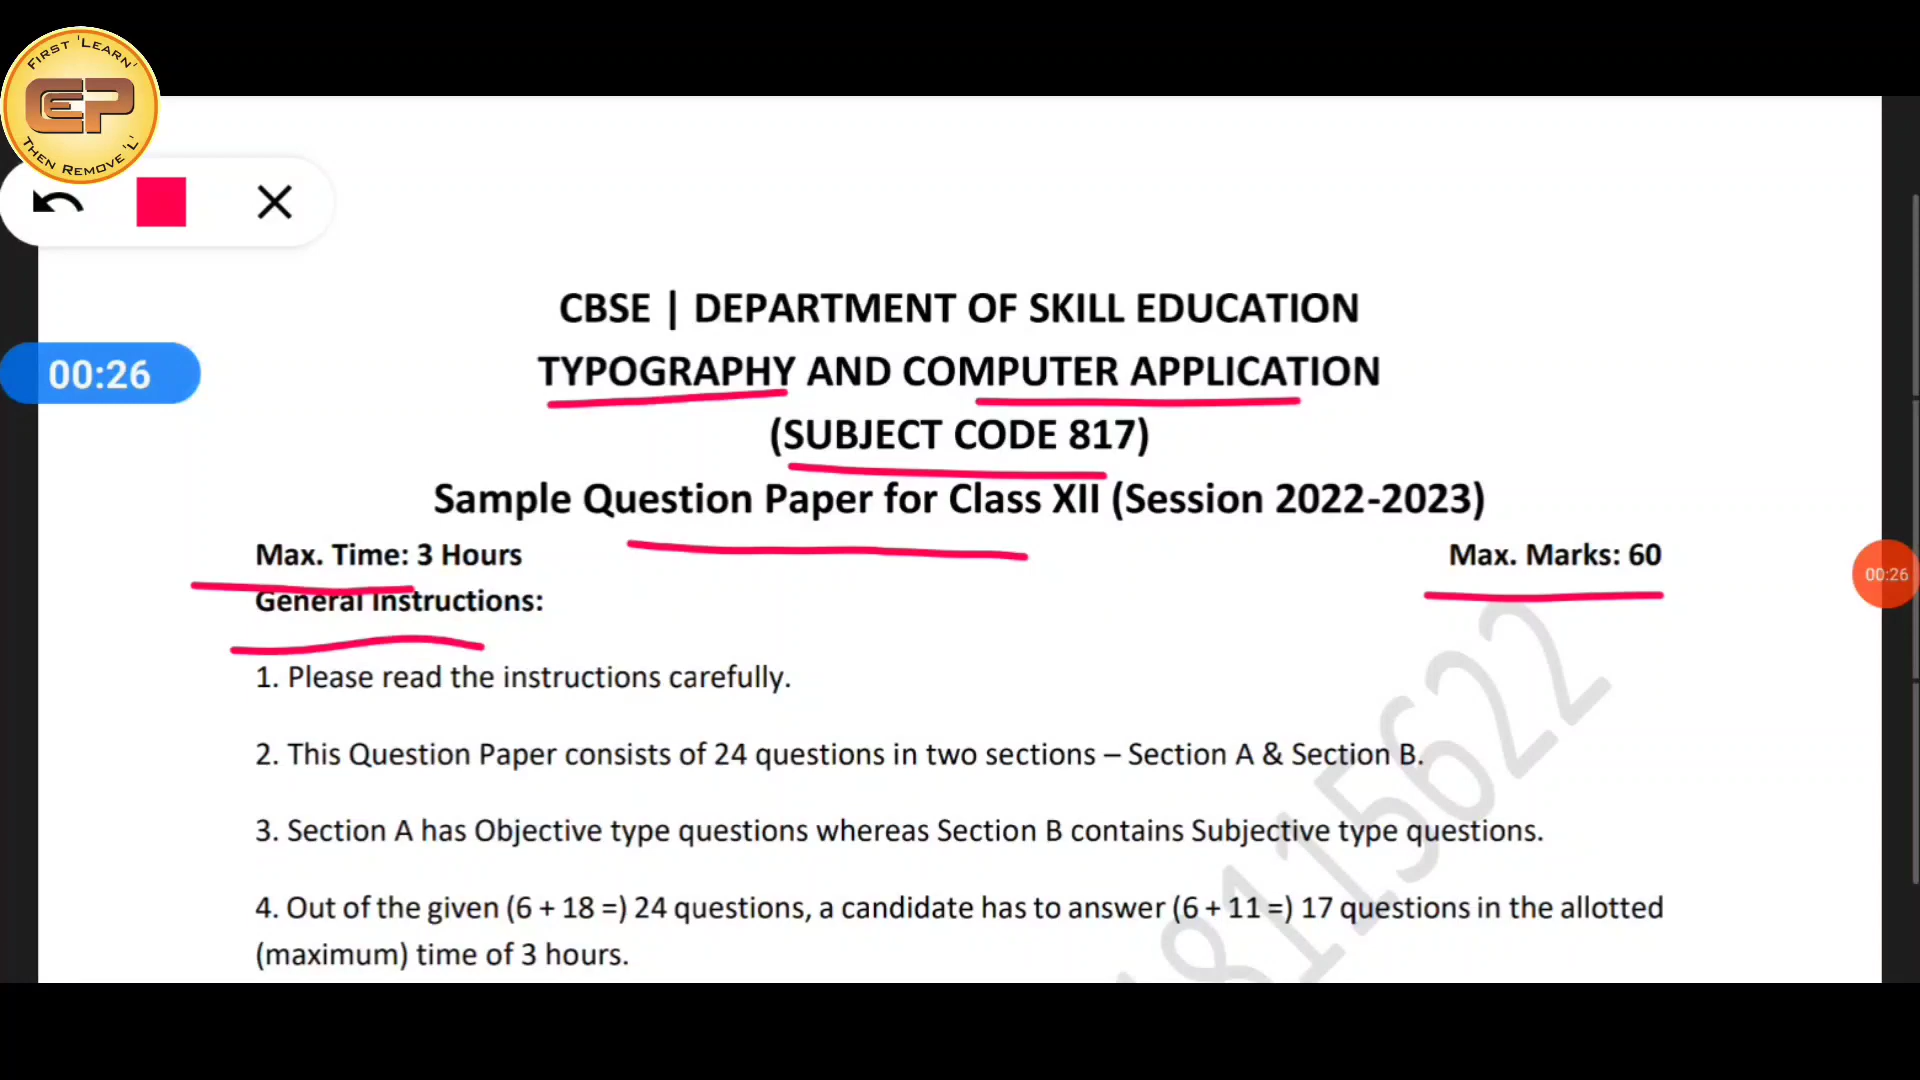 FIRST 'LEARN'
CEP
THEN REMOVE 'L'
00:26
CBSE | DEPARTMENT OF SKILL EDUCATION
TYPOGRAPHY AND COMPUTER APPLICATION
(SUBJECT CODE 817)
Sample Question Paper for Class XII (Session 2022-2023)
Max. Time: 3 Hours Max. Marks: 60
General Instructions:
00:26
1. Please read the instructions carefully.
2. This Question Paper consists of 24 questions in two sections – Section A & Section B.
3. Section A has Objective type questions whereas Section B contains Subjective type questions.
4. Out of the given (6 + 18 =) 24 questions, a candidate has to answer (6 + 11 =) 17 questions in the allotted
(maximum) time of 3 hours.